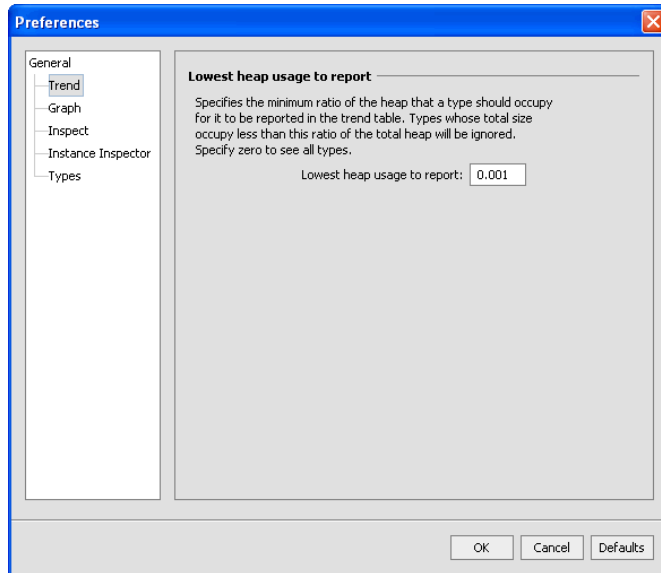 Preferences
General
Trend
Graph
Inspect
Instance Inspector
Types
Lowest heap usage to report
Specifies the minimum ratio of the heap that a type should occupy
for it to be reported in the trend table. Types whose total size
occupy less than this ratio of the total heap will be ignored.
Specify zero to see all types.
Lowest heap usage to report: 0.001
OK Cancel Defaults